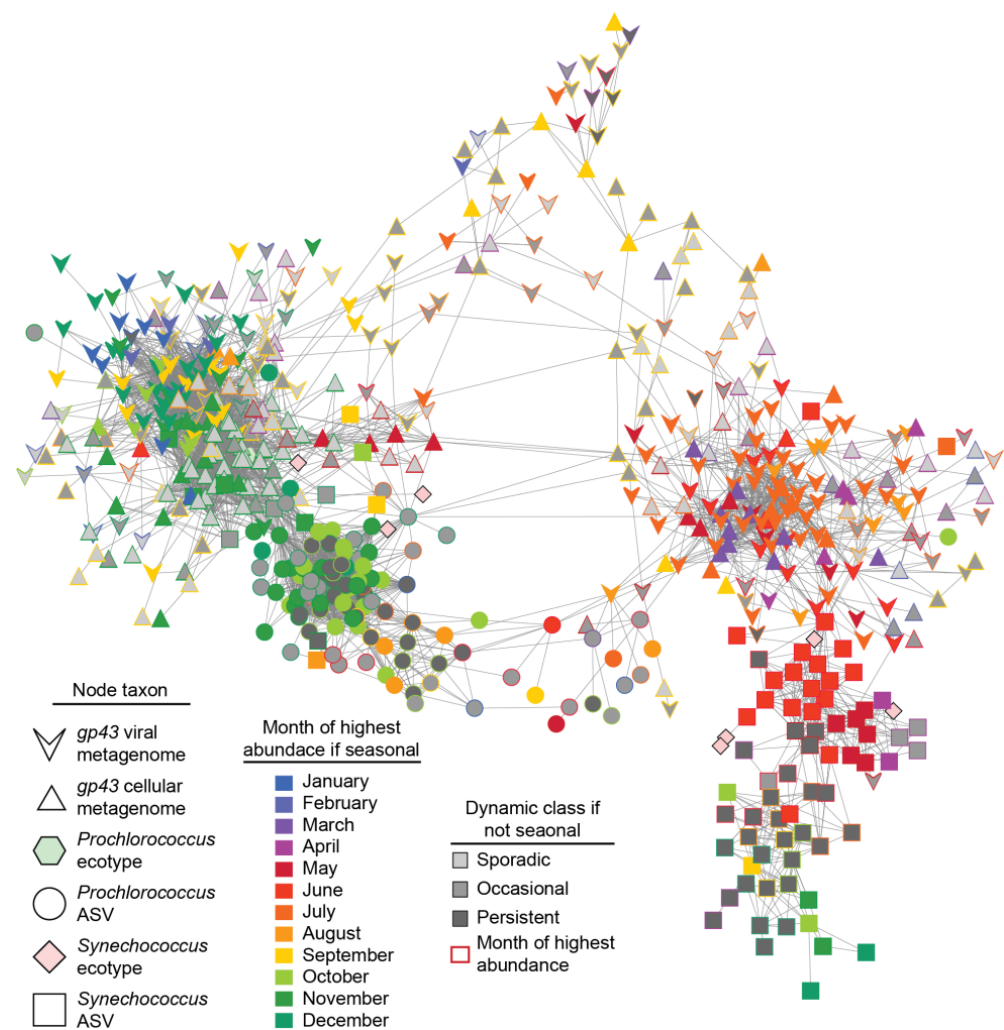 Node taxon
gp43 viral
metagenome
gp43 cellular
metagenome
Prochlorococcus
ecotype
Prochlorococcus
ASV
Synechococcus
ecotype
Synechococcus
ASV
Month of highest
abundace if seasonal
January
February
March
April
May
June
July
August
September
October
November
December
Dynamic class if
not seaonal
Sporadic
Occasional
Persistent
Month of highest
abundance